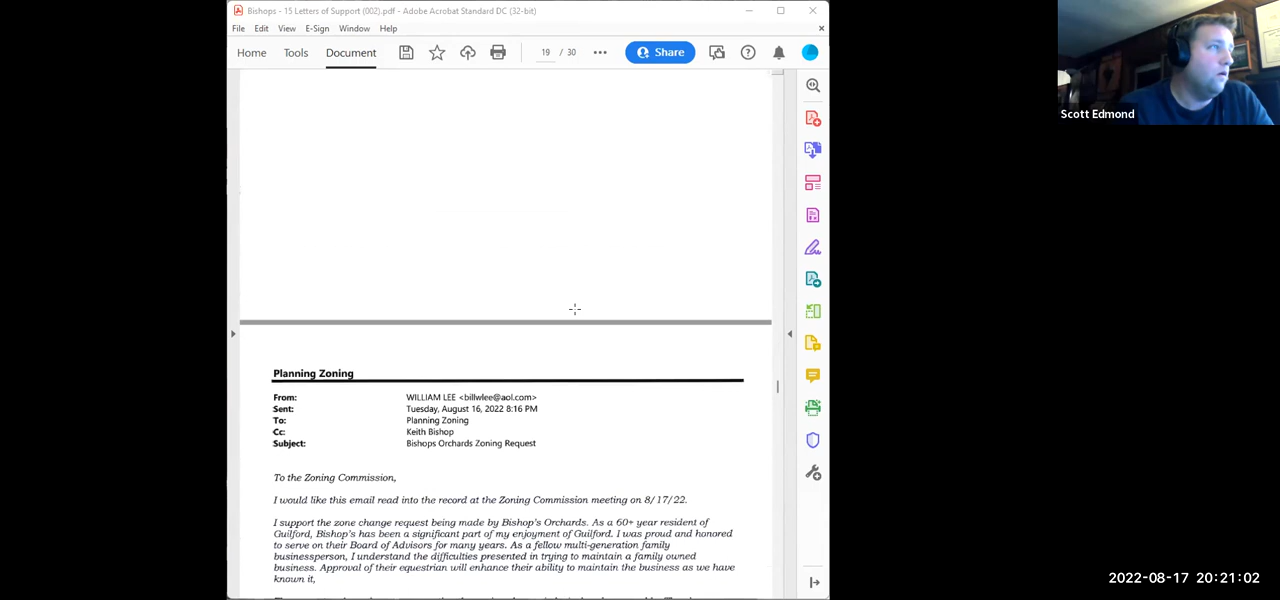 Bishops - 15 Letters of Support (002).pdf - Adobe Acrobat Standard DC (32-bit)
File Edit View E-Sign Window Help
Home Tools Document 19 / 30 Share
Scott Edmond
Planning Zoning
From: WILLIAM LEE <billwlee@aol.com>
Sent: Tuesday, August 16, 2022 8:16 PM
To: Planning Zoning
Cc: Keith Bishop
Subject: Bishops Orchards Zoning Request
To the Zoning Commission,
I would like this email read into the record at the Zoning Commission meeting on 8/17/22.
I support the zone change request being made by Bishop's Orchards. As a 60+ year resident of
Guilford, Bishop's has been a significant part of my enjoyment of Guilford. I was proud and honored
to serve on their Board of Advisors for many years. As a fellow multi-generation family
businessperson, I understand the difficulties presented in trying to maintain a family owned
business. Approval of their equestrian will enhance their ability to maintain the business as we have
known it,
2022-08-17 20:21:02